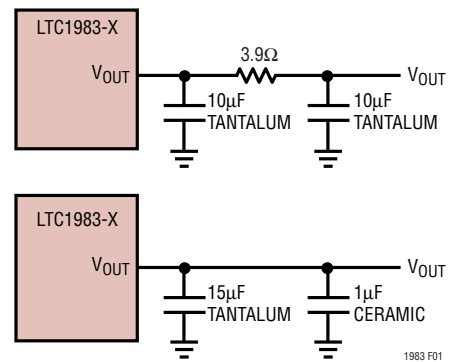 LTC1983-X
VOUT
3.9Ω
VOUT
10µF
TANTALUM
10µF
TANTALUM
LTC1983-X
VOUT
VOUT
15µF
TANTALUM
1µF
CERAMIC
1983 F01